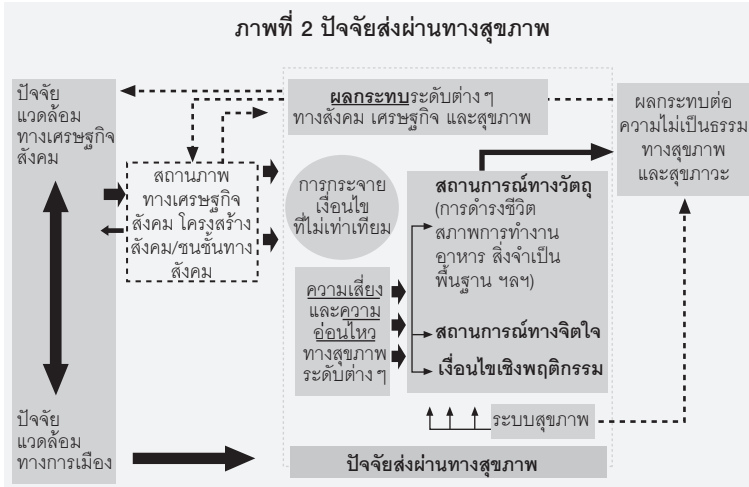 ภาพที่ 2 ปัจจัยส่งผ่านทางสุขภาพ
ปัจจัย
แวดล้อม
ทางเศรษฐกิจ
สังคม
ผลกระทบระดับต่าง ๆ
ทางสังคม เศรษฐกิจ และสุขภาพ
ผลกระทบต่อ
ความไม่เป็นธรรม
ทางสุขภาพ
และสุขภาวะ
สถานภาพ
ทางเศรษฐกิจ
สังคม โครงสร้าง
สังคม/ชนชั้นทาง
สังคม
การกระจาย
เงื่อนไข
ที่ไม่เท่าเทียม
สถานการณ์ทางวัตถุ
(การดำรงชีวิต
สภาพการทำงาน
อาหาร สิ่งจำเป็น
พื้นฐาน ฯลฯ)
ความเสี่ยง
และความ
อ่อนไหว
ทางสุขภาพ
ระดับต่าง ๆ
สถานการณ์ทางจิตใจ
เงื่อนไขเชิงพฤติกรรม
ระบบสุขภาพ
ปัจจัย
แวดล้อม
ทางการเมือง
ปัจจัยส่งผ่านทางสุขภาพ